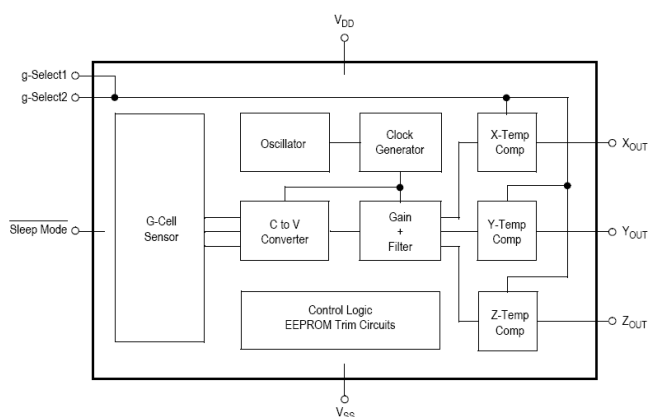 VDD
g-Select1
g-Select2
Oscillator
Clock
Generator
X-Temp
Comp
XOUT
G-Cell
Sensor
Sleep Mode
C to V
Converter
Gain
+
Filter
Y-Temp
Comp
YOUT
Control Logic
EEPROM Trim Circuits
Z-Temp
Comp
ZOUT
VSS